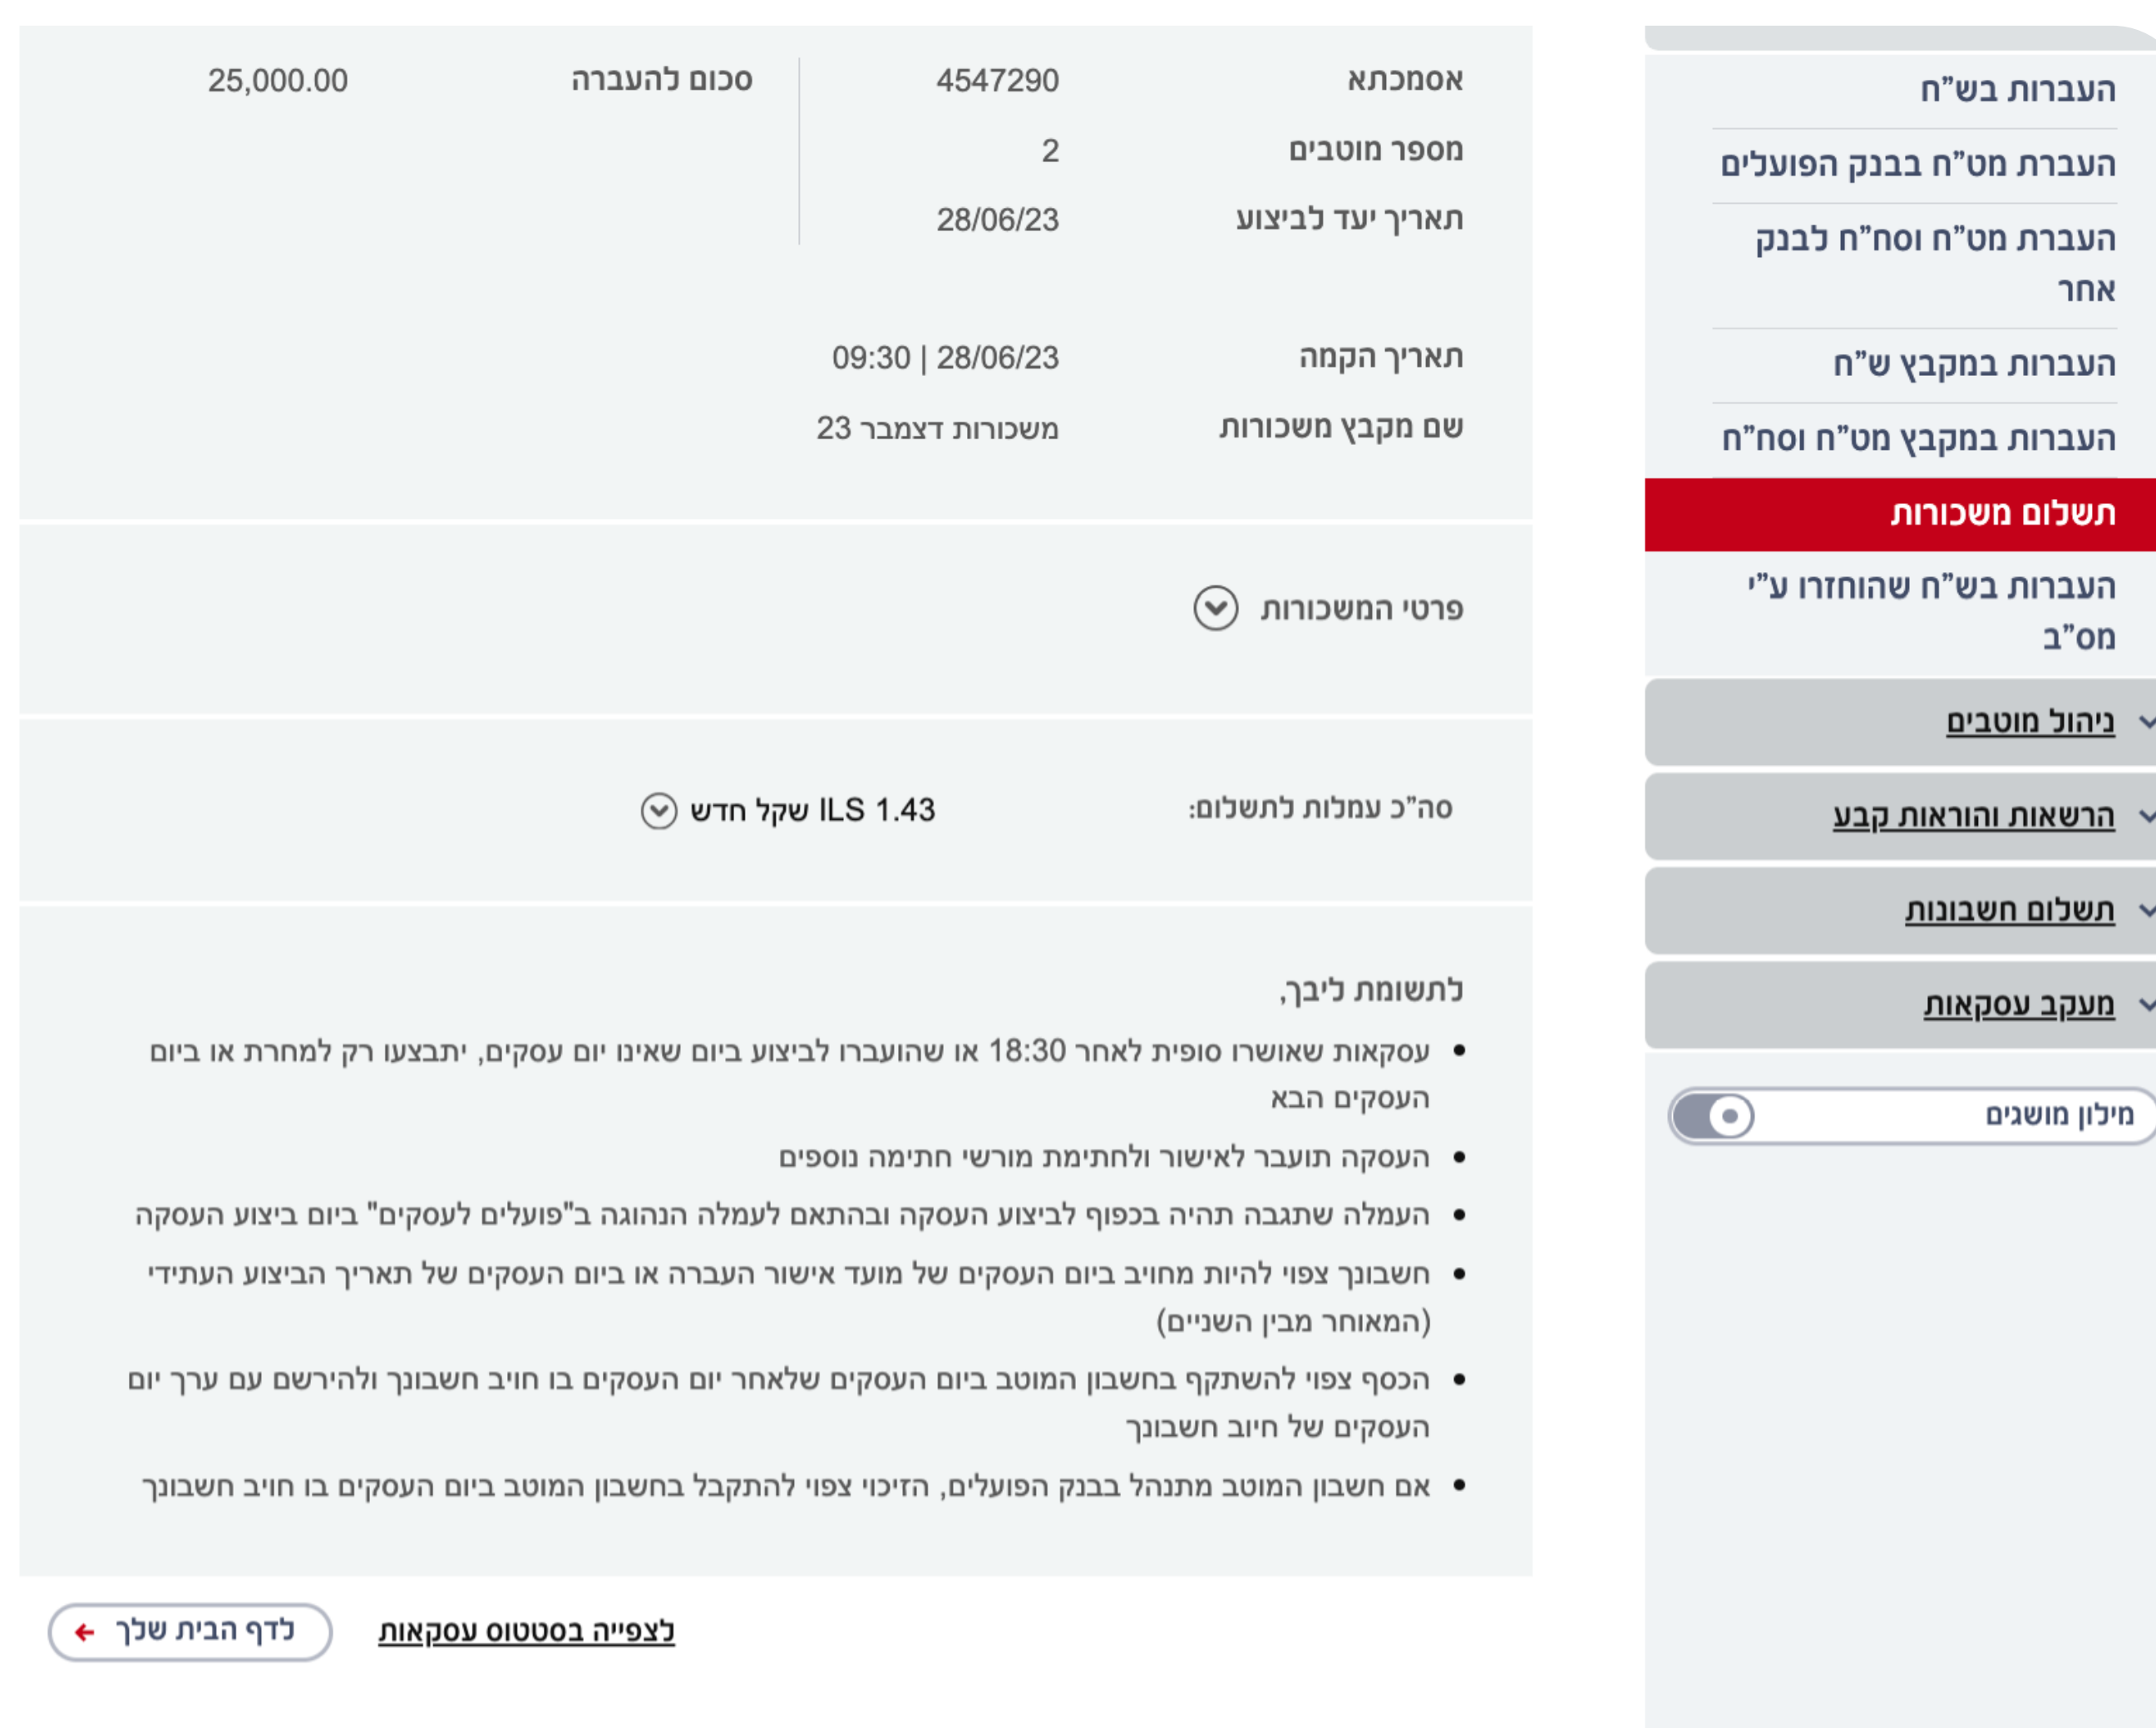 העברות בש"ח
העברת מט"ח בבנק הפועלים
העברת מט"ח וסח"ח לבנק
אחר
העברות במקבץ ש"ח
העברות במקבץ מט"ח וסח"ח
תשלום משכורות
העברות בש"ח שהוחזרו ע"י
מס"ב
ניהול מוטבים
הרשאות והוראות קבע
תשלום חשבונות
מעקב עסקאות
מילון מושגים
אסמכתא 4547290 סכום להעברה 25,000.00
מספר מוטבים 2
תאריך יעד לביצוע 28/06/23
תאריך הקמה 28/06/23 | 09:30
שם מקבץ משכורות משכורות דצמבר 23
פרטי המשכורות
סה"כ עמלות לתשלום: 1.43 ILS שקל חדש
לתשומת ליבך,
• עסקאות שאושרו סופית לאחר 18:30 או שהועברו לביצוע ביום שאינו יום עסקים, יתבצעו רק למחרת או ביום
העסקים הבא
• העסקה תועבר לאישור ולחתימת מורשי חתימה נוספים
• העמלה שתגבה תהיה בכפוף לביצוע העסקה ובהתאם לעמלה הנהוגה ב"פועלים לעסקים" ביום ביצוע העסקה
• חשבונך צפוי להיות מחויב ביום העסקים של מועד אישור העברה או ביום העסקים של תאריך הביצוע העתידי
(המאוחר מבין השניים)
• הכסף צפוי להשתקף בחשבון המוטב ביום העסקים שלאחר יום העסקים בו חויב חשבונך ולהירשם עם ערך יום
העסקים של חיוב חשבונך
• אם חשבון המוטב מתנהל בבנק הפועלים, הזיכוי צפוי להתקבל בחשבון המוטב ביום העסקים בו חויב חשבונך
לצפייה בסטטוס עסקאות
לדף הבית שלך